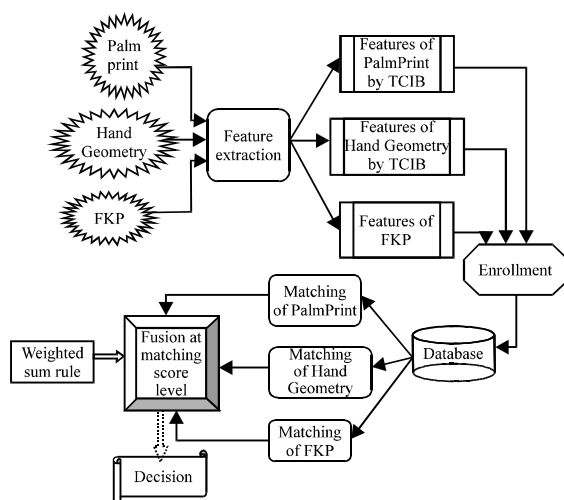 Palm
print
Hand
Geometry
FKP
Feature
extraction
Features of
PalmPrint
by TCIB
Features of
Hand Geometry
by TCIB
Features of
FKP
Enrollment
Database
Matching
of PalmPrint
Matching
of Hand
Geometry
Matching
of FKP
Fusion at
matching
score
level
Weighted
sum rule
Decision